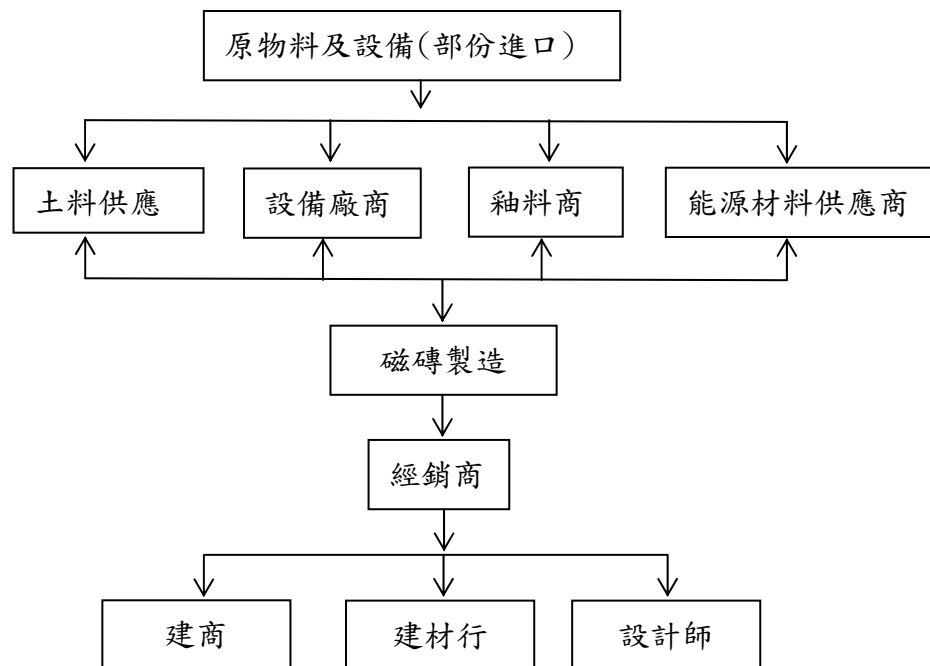 原物料及設備(部份進口)
土料供應
設備廠商
釉料商
能源材料供應商
磁磚製造
經銷商
建商
建材行
設計師